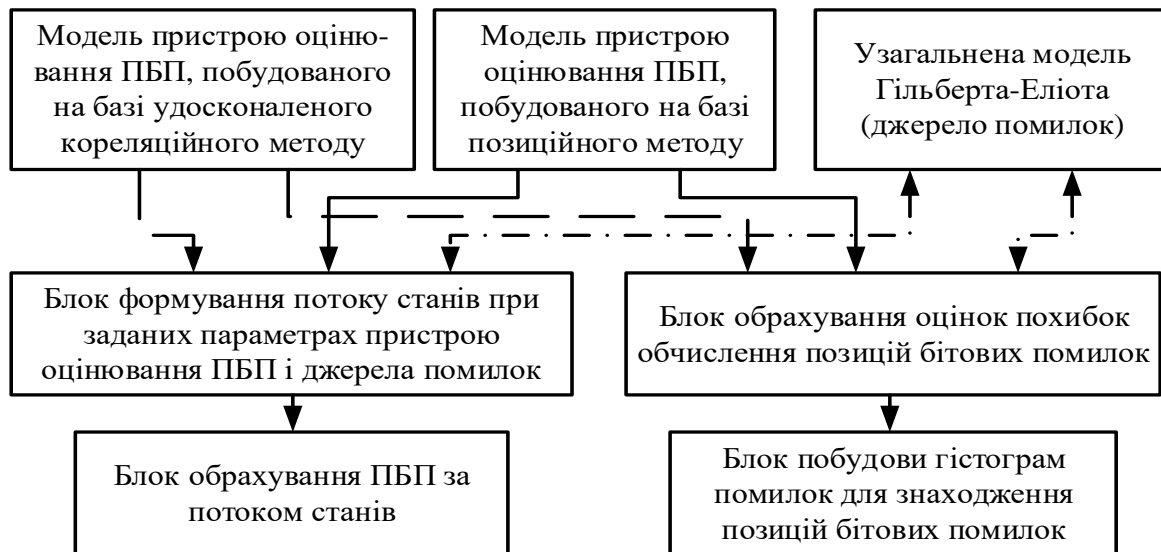 Модель пристрою оціню-
вання ПБП, побудованого
на базі удосконаленого
кореляційного методу
Модель пристрою
оцінювання ПБП,
побудованого на базі
позиційного методу
Узагальнена модель
Гільберта-Еліота
(джерело помилок)
Блок формування потоку станів при
заданих параметрах пристрою
оцінювання ПБП і джерела помилок
Блок обрахування оцінок похибок
обчислення позицій бітових помилок
Блок обрахування ПБП за
потоком станів
Блок побудови гістограм
помилок для знаходження
позицій бітових помилок